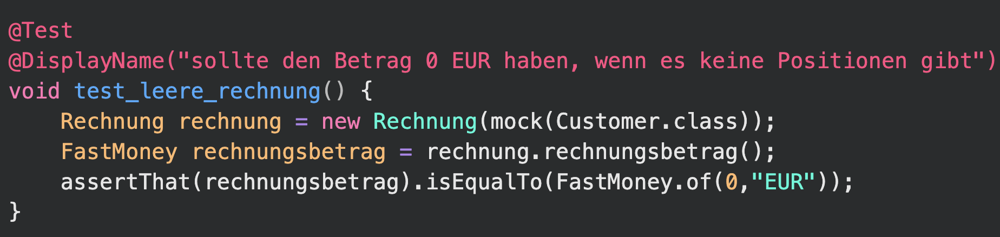 @Test
@DisplayName("sollte den Betrag 0 EUR haben, wenn es keine Positionen gibt")
void test_leere_rechnung() {
    Rechnung rechnung = new Rechnung(mock(Customer.class));
    FastMoney rechnungsbetrag = rechnung.rechnungsbetrag();
    assertThat(rechnungsbetrag).isEqualTo(FastMoney.of(0,"EUR"));
}